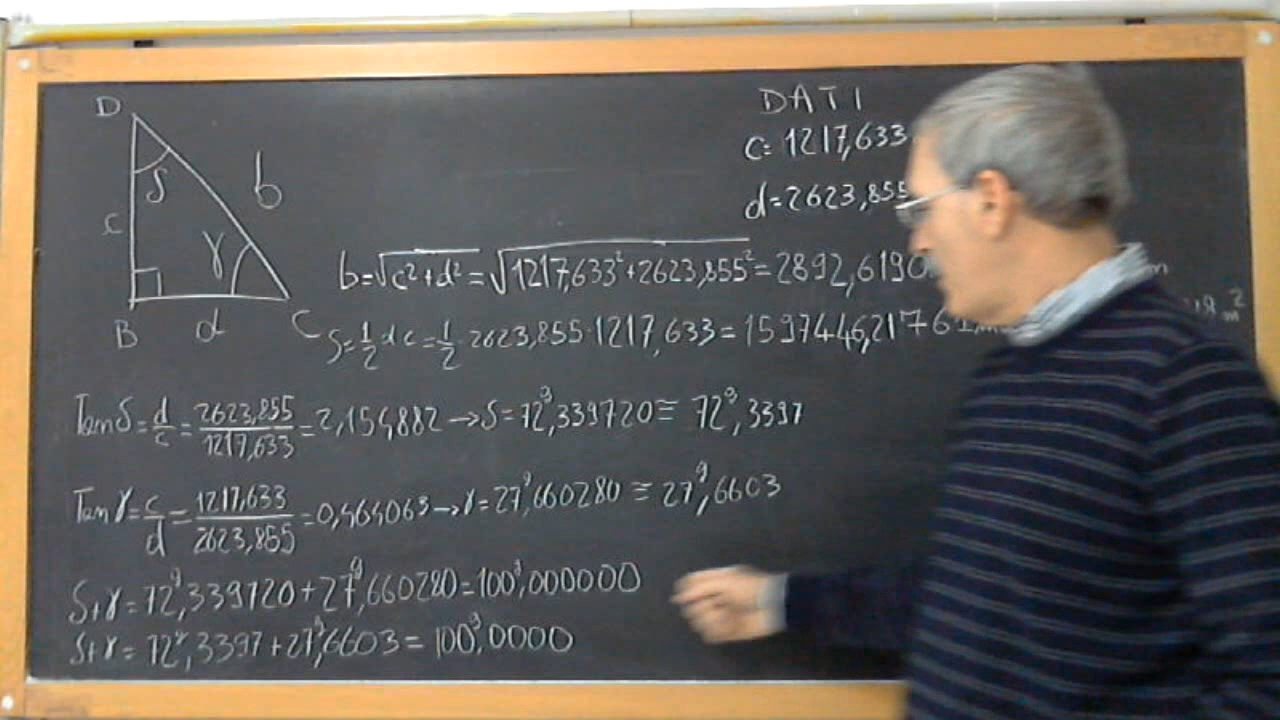 D
δ
b
c
γ
B
d
C
DATI
c= 1217,633
d=2623,855
b=√c²+d² = √1217,633²+2623,855² = 2892,6190
S=1/2 d c = 1/2 · 2623,855 · 1217,633 = 1597446,2176
Tan δ = d/c = 2623,855/1217,633 = 2,154882 → δ = 72ᵍ,339720 ≅ 72ᵍ,3397
Tan γ = c/d = 1217,633/2623,855 = 0,464063 → γ = 27ᵍ,660280 ≅ 27ᵍ,6603
δ+γ = 72ᵍ,339720 + 27ᵍ,660280 = 100ᵍ,000000
δ+γ = 72ᵍ,3397 + 27ᵍ,6603 = 100ᵍ,0000